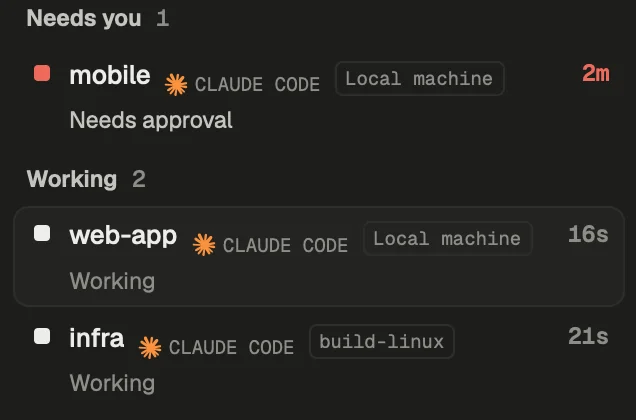 Needs you 1
mobile CLAUDE CODE Local machine 2m
Needs approval
Working 2
web-app CLAUDE CODE Local machine 16s
Working
infra CLAUDE CODE build-linux 21s
Working